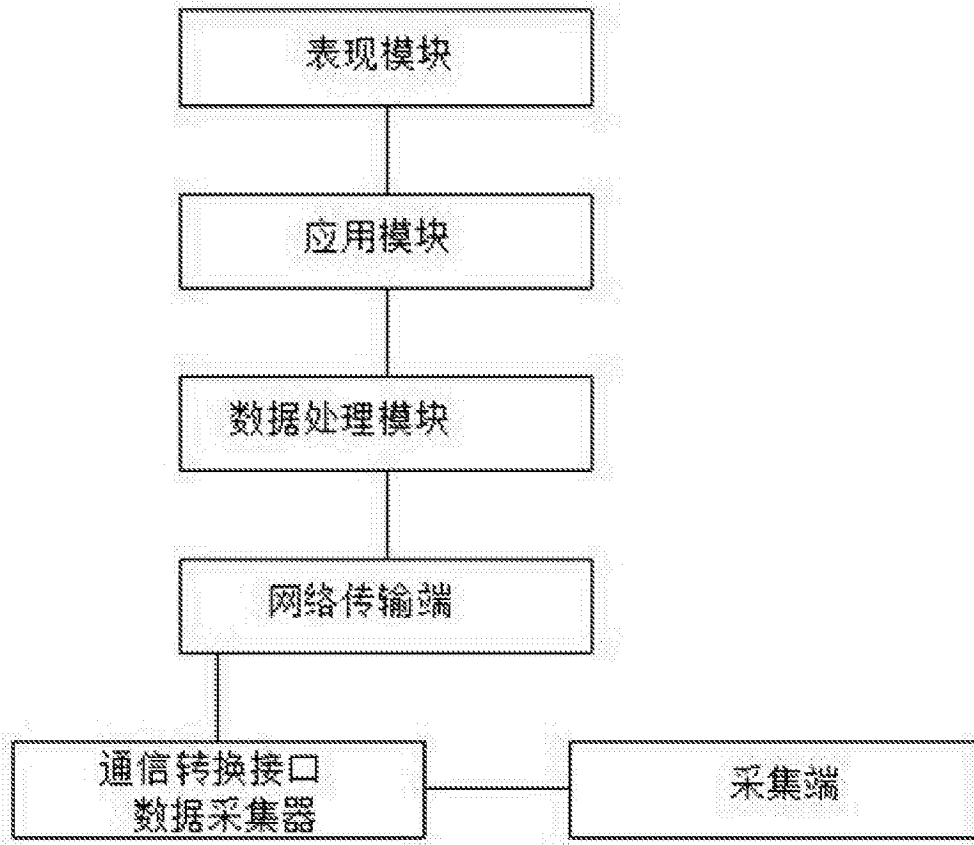 表现模块
应用模块
数据处理模块
网络传输端
通信转换接口
数据采集器
采集端